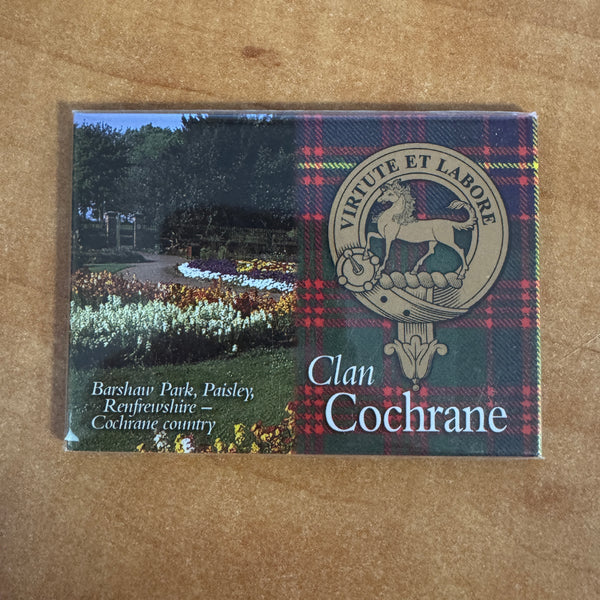 VIRTUTE ET LABORE
Barshaw Park, Paisley,
Renfrewshire –
Cochrane country
Clan
Cochrane